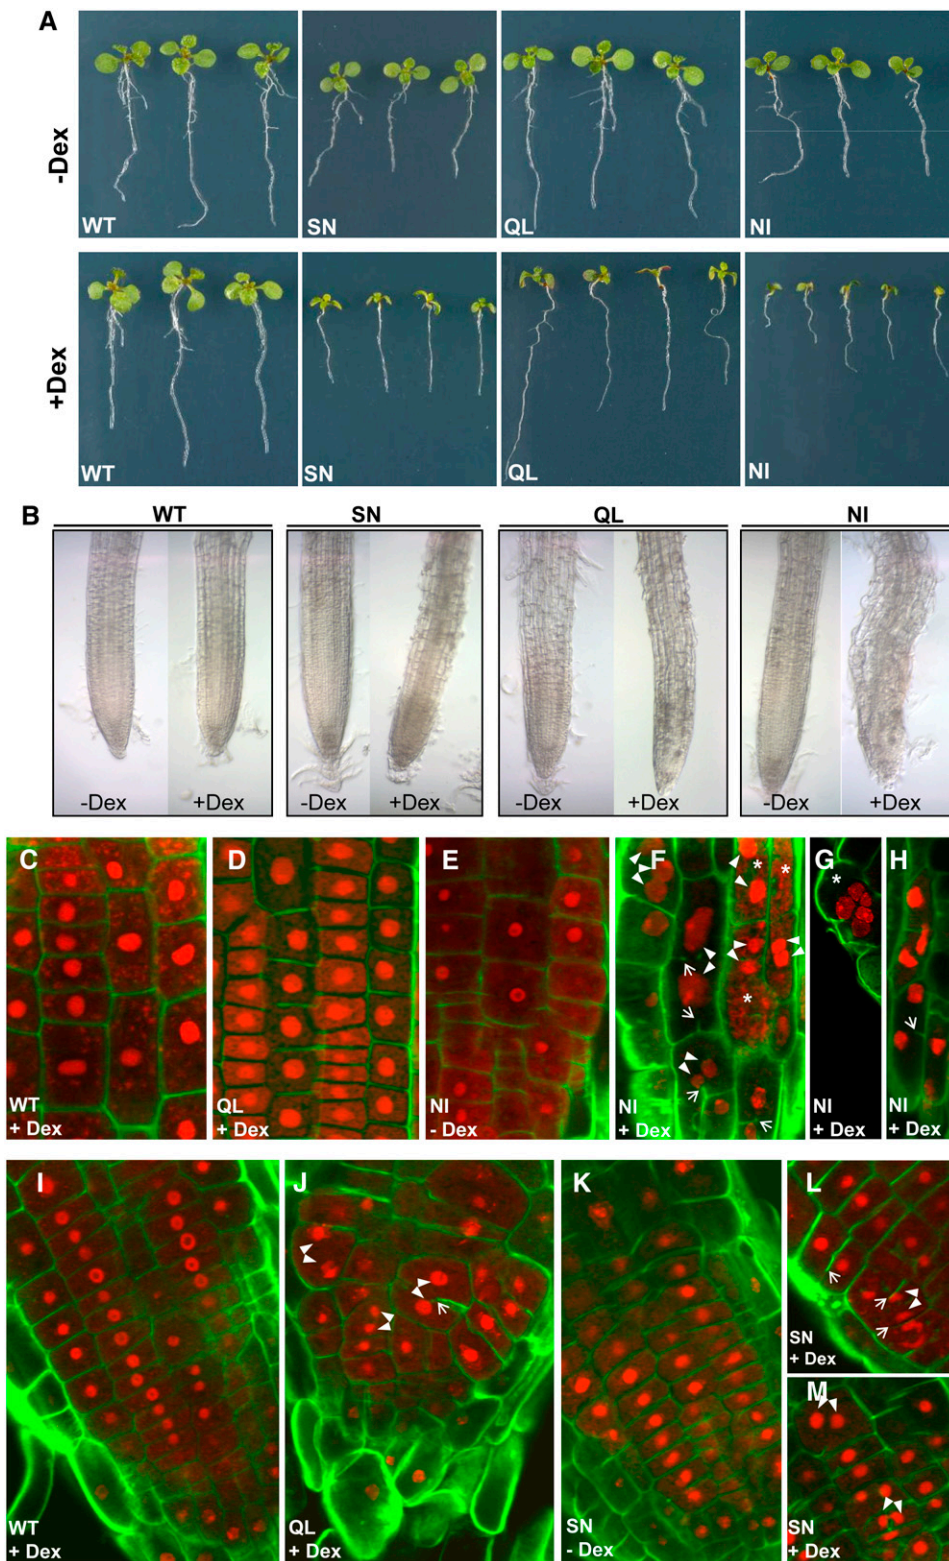 A
-Dex
WT
SN
QL
NI
+Dex
WT
SN
QL
NI
B
WT
SN
QL
NI
-Dex
+Dex
-Dex
+Dex
-Dex
+Dex
-Dex
+Dex
C
WT
+ Dex
D
QL
+ Dex
E
NI
- Dex
F
*
*
*
NI
+ Dex
G
*
NI
+ Dex
H
NI
+ Dex
I
WT
+ Dex
J
QL
+ Dex
K
SN
- Dex
L
SN
+ Dex
M
SN
+ Dex